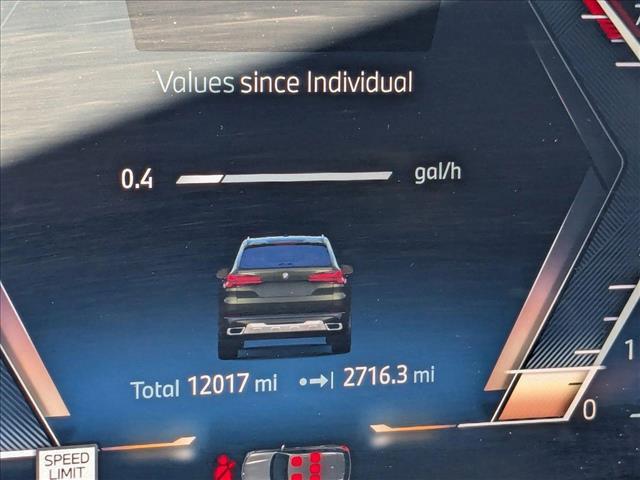 Values since Individual
0.4 gal/h
Total 12017 mi 2716.3 mi
1
0
SPEED
LIMIT